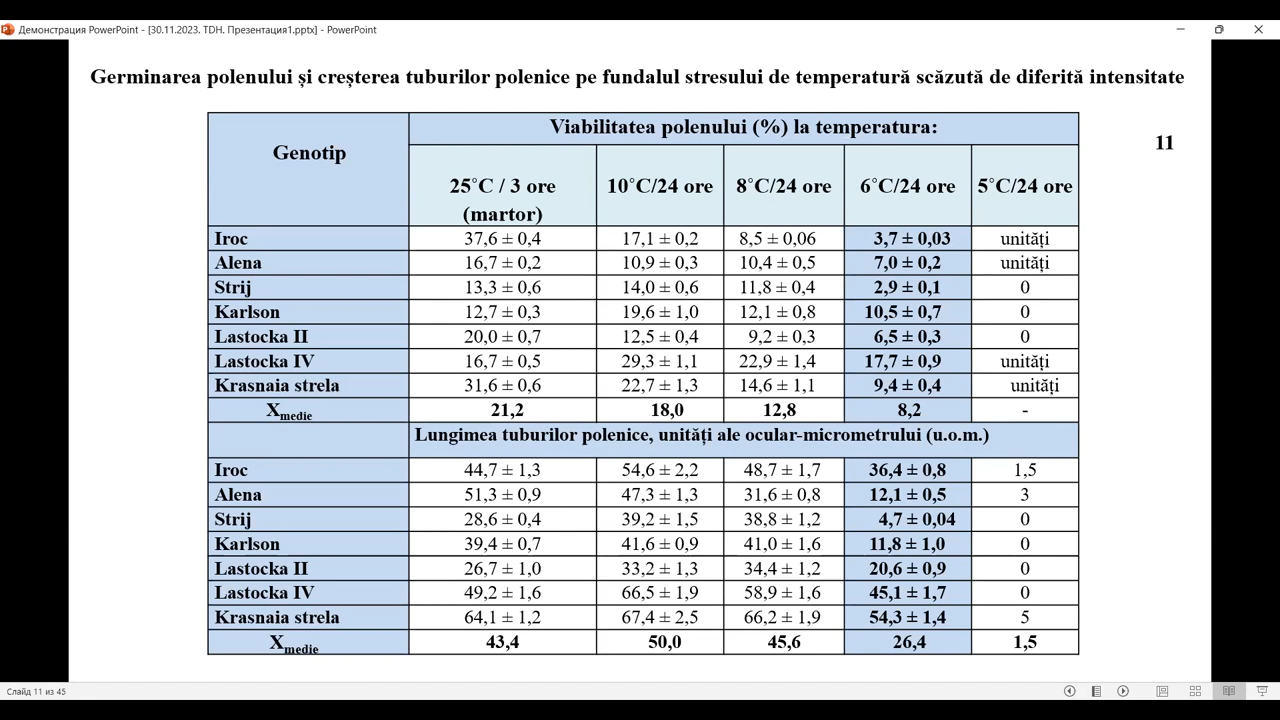 Демонстрация PowerPoint - [30.11.2023. TDH. Презентация1.pptx] - PowerPoint
Germinarea polenului și creșterea tuburilor polenice pe fundalul stresului de temperatură scăzută de diferită intensitate
11
Genotip
Viabilitatea polenului (%) la temperatura:
25˚C / 3 ore
(martor)
10˚C/24 ore
8˚C/24 ore
6˚C/24 ore
5˚C/24 ore
Iroc 37,6 ± 0,4 17,1 ± 0,2 8,5 ± 0,06 3,7 ± 0,03 unități
Alena 16,7 ± 0,2 10,9 ± 0,3 10,4 ± 0,5 7,0 ± 0,2 unități
Strij 13,3 ± 0,6 14,0 ± 0,6 11,8 ± 0,4 2,9 ± 0,1 0
Karlson 12,7 ± 0,3 19,6 ± 1,0 12,1 ± 0,8 10,5 ± 0,7 0
Lastocka II 20,0 ± 0,7 12,5 ± 0,4 9,2 ± 0,3 6,5 ± 0,3 0
Lastocka IV 16,7 ± 0,5 29,3 ± 1,1 22,9 ± 1,4 17,7 ± 0,9 unități
Krasnaia strela 31,6 ± 0,6 22,7 ± 1,3 14,6 ± 1,1 9,4 ± 0,4 unități
Xmedie 21,2 18,0 12,8 8,2 -
Lungimea tuburilor polenice, unități ale ocular-micrometrului (u.o.m.)
Iroc 44,7 ± 1,3 54,6 ± 2,2 48,7 ± 1,7 36,4 ± 0,8 1,5
Alena 51,3 ± 0,9 47,3 ± 1,3 31,6 ± 0,8 12,1 ± 0,5 3
Strij 28,6 ± 0,4 39,2 ± 1,5 38,8 ± 1,2 4,7 ± 0,04 0
Karlson 39,4 ± 0,7 41,6 ± 0,9 41,0 ± 1,6 11,8 ± 1,0 0
Lastocka II 26,7 ± 1,0 33,2 ± 1,3 34,4 ± 1,2 20,6 ± 0,9 0
Lastocka IV 49,2 ± 1,6 66,5 ± 1,9 58,9 ± 1,6 45,1 ± 1,7 0
Krasnaia strela 64,1 ± 1,2 67,4 ± 2,5 66,2 ± 1,9 54,3 ± 1,4 5
Xmedie 43,4 50,0 45,6 26,4 1,5
Слайд 11 из 45